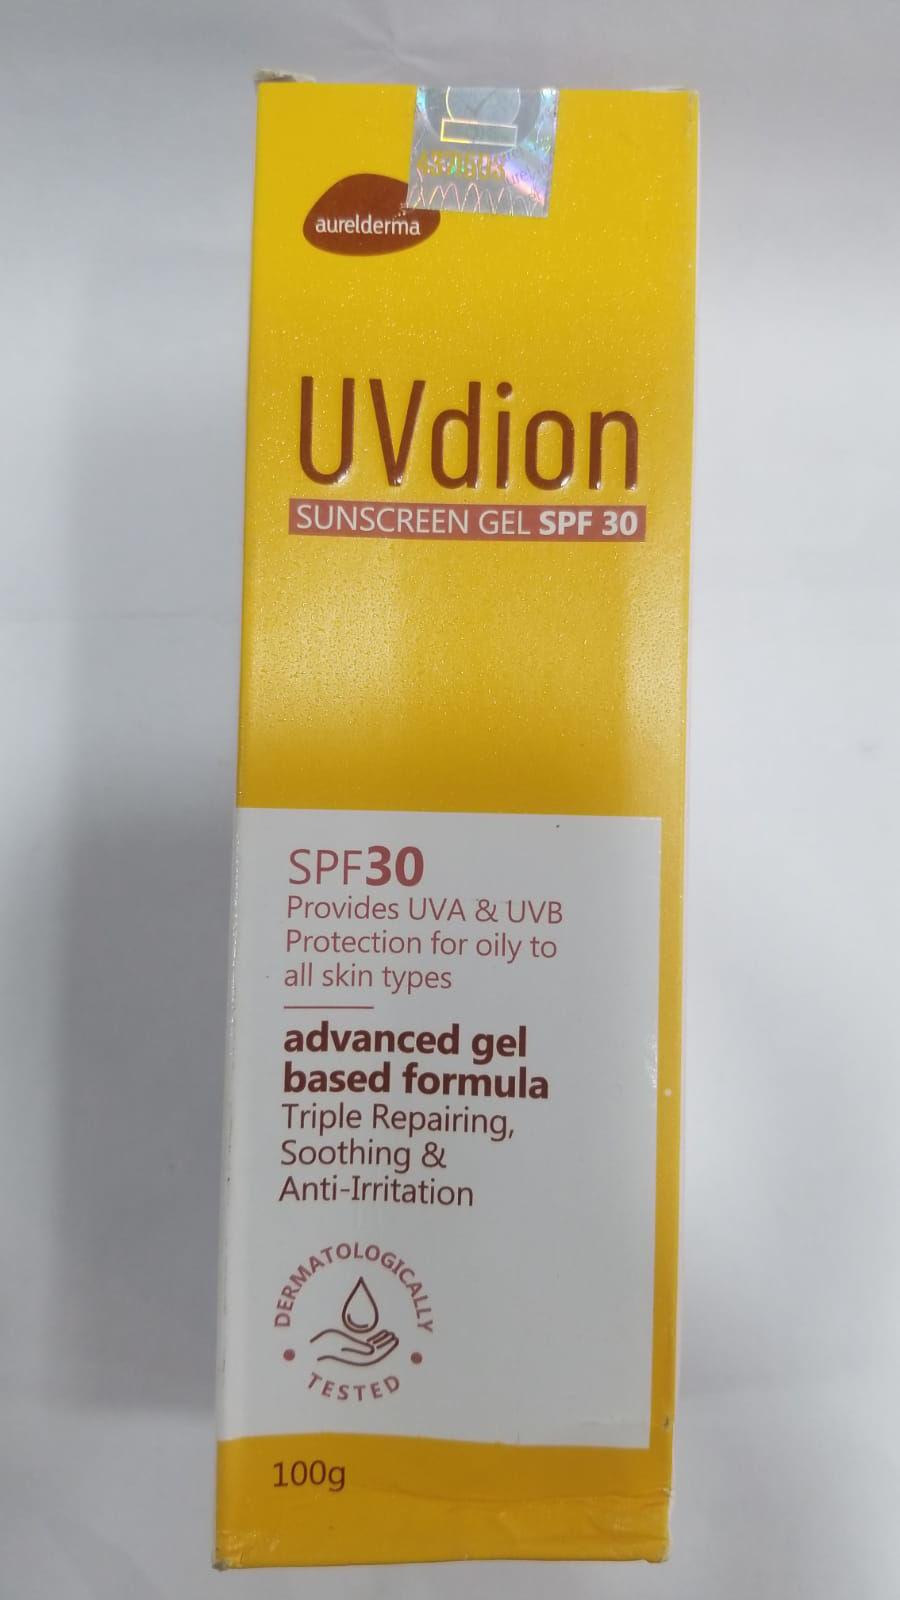 aurelderma
UVdion
SUNSCREEN GEL SPF 30
SPF30
Provides UVA & UVB
Protection for oily to
all skin types
advanced gel
based formula
Triple Repairing,
Soothing &
Anti-Irritation
DERMATOLOGICALLY
TESTED
100g